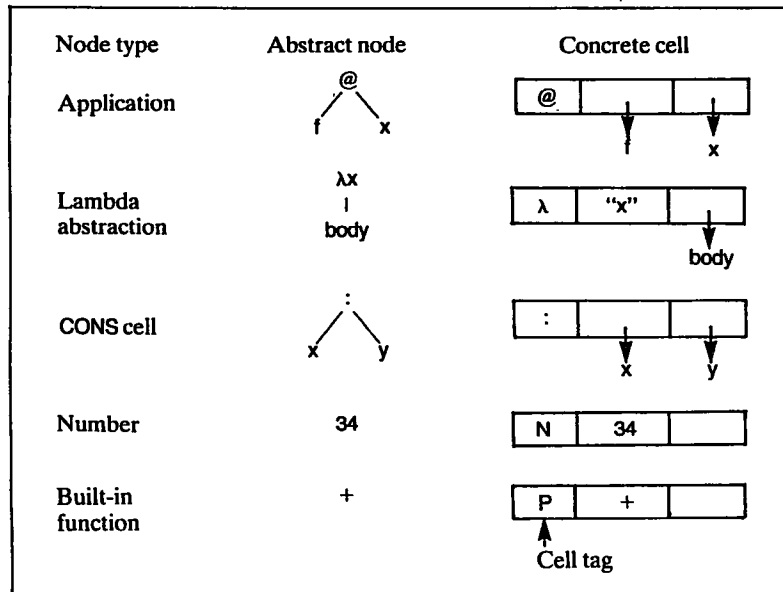 Node type Abstract node Concrete cell
Application @ f x @ f x
Lambda abstraction λx body λ “x” body
CONS cell : x y : x y
Number 34 N 34
Built-in function + P +
Cell tag